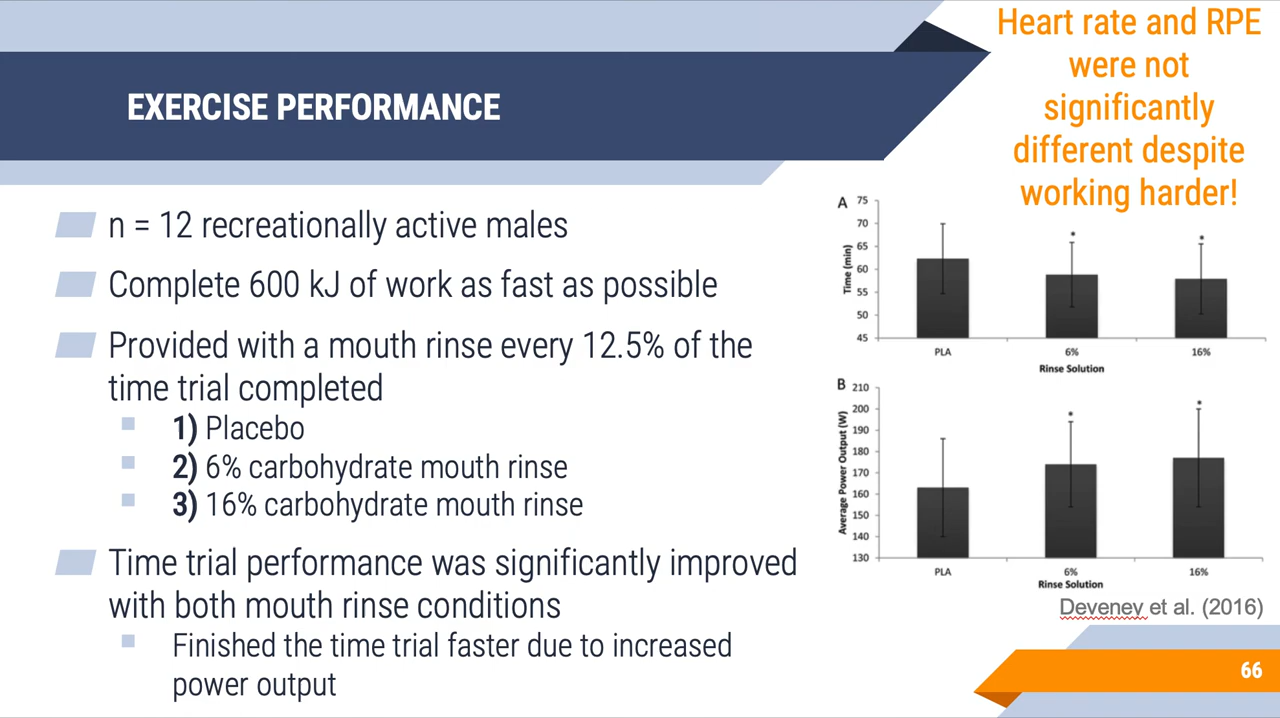 Heart rate and RPE
were not
significantly
different despite
working harder!
EXERCISE PERFORMANCE
n = 12 recreationally active males
Complete 600 kJ of work as fast as possible
Provided with a mouth rinse every 12.5% of the
time trial completed
1) Placebo
2) 6% carbohydrate mouth rinse
3) 16% carbohydrate mouth rinse
Time trial performance was significantly improved
with both mouth rinse conditions
Finished the time trial faster due to increased
power output
A
75
70
65
60
55
50
45
Time (min)
* *
PLA 6% 16%
Rinse Solution
B
210
200
190
180
170
160
150
140
130
Average Power Output (W)
* *
PLA 6% 16%
Rinse Solution
Deveney et al. (2016)
66